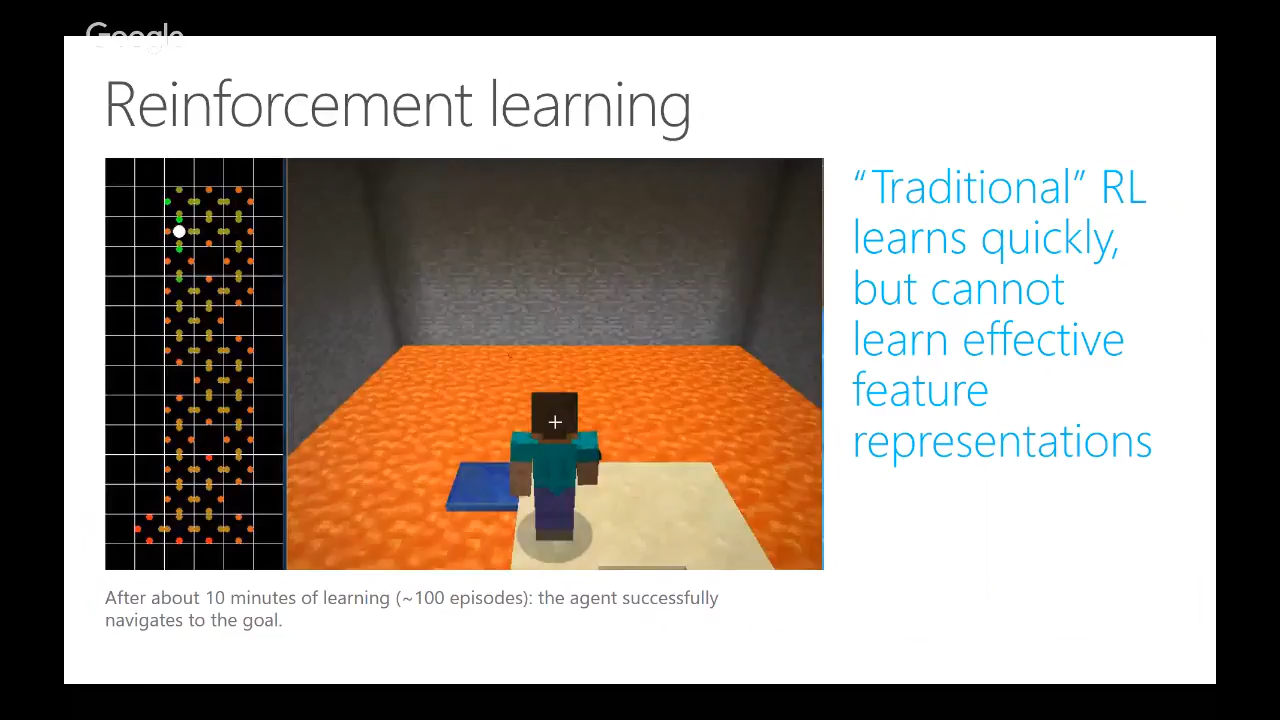 Google
Reinforcement learning
“Traditional” RL
learns quickly,
but cannot
learn effective
feature
representations
After about 10 minutes of learning (~100 episodes): the agent successfully
navigates to the goal.